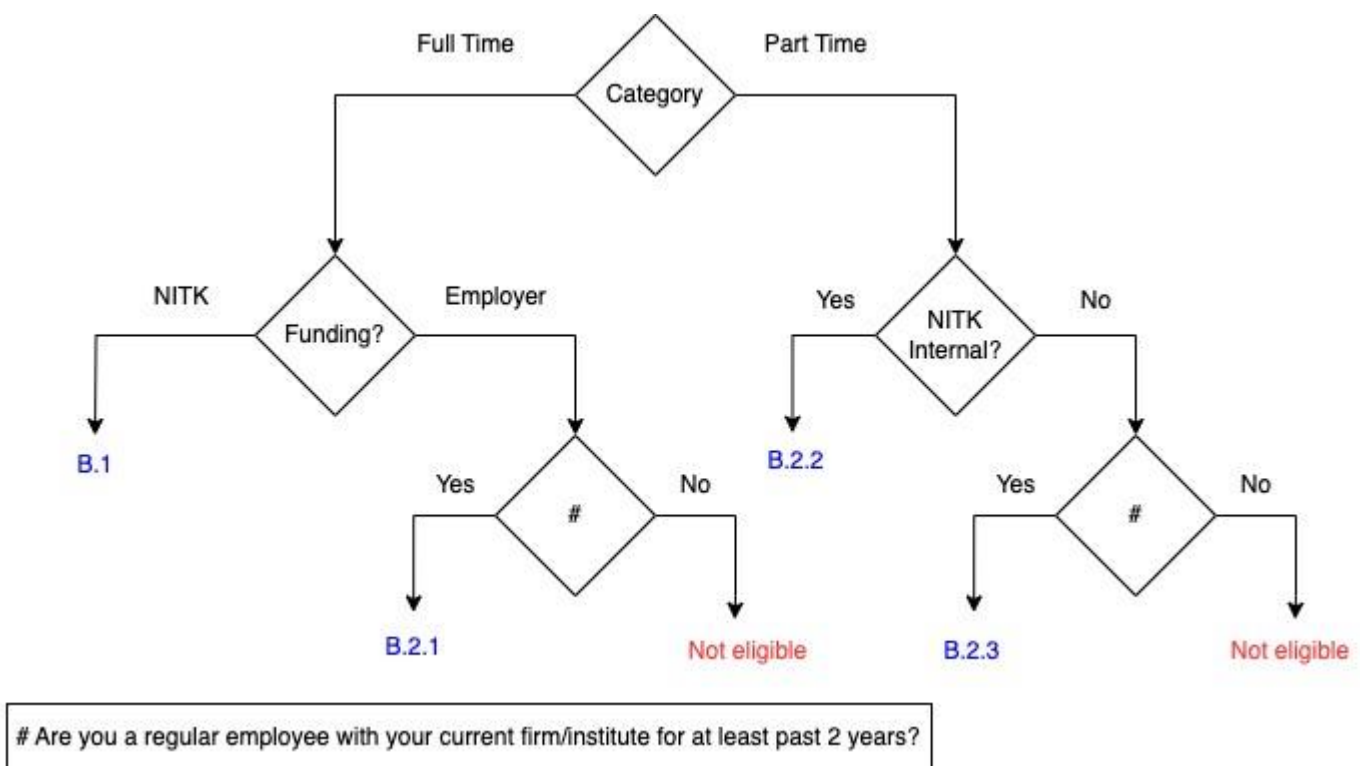 Full Time
Part Time
Category
NITK
Employer
Yes
No
Funding?
NITK
Internal?
B.1
B.2.2
Yes
No
Yes
No
#
#
B.2.1
Not eligible
B.2.3
Not eligible
# Are you a regular employee with your current firm/institute for at least past 2 years?